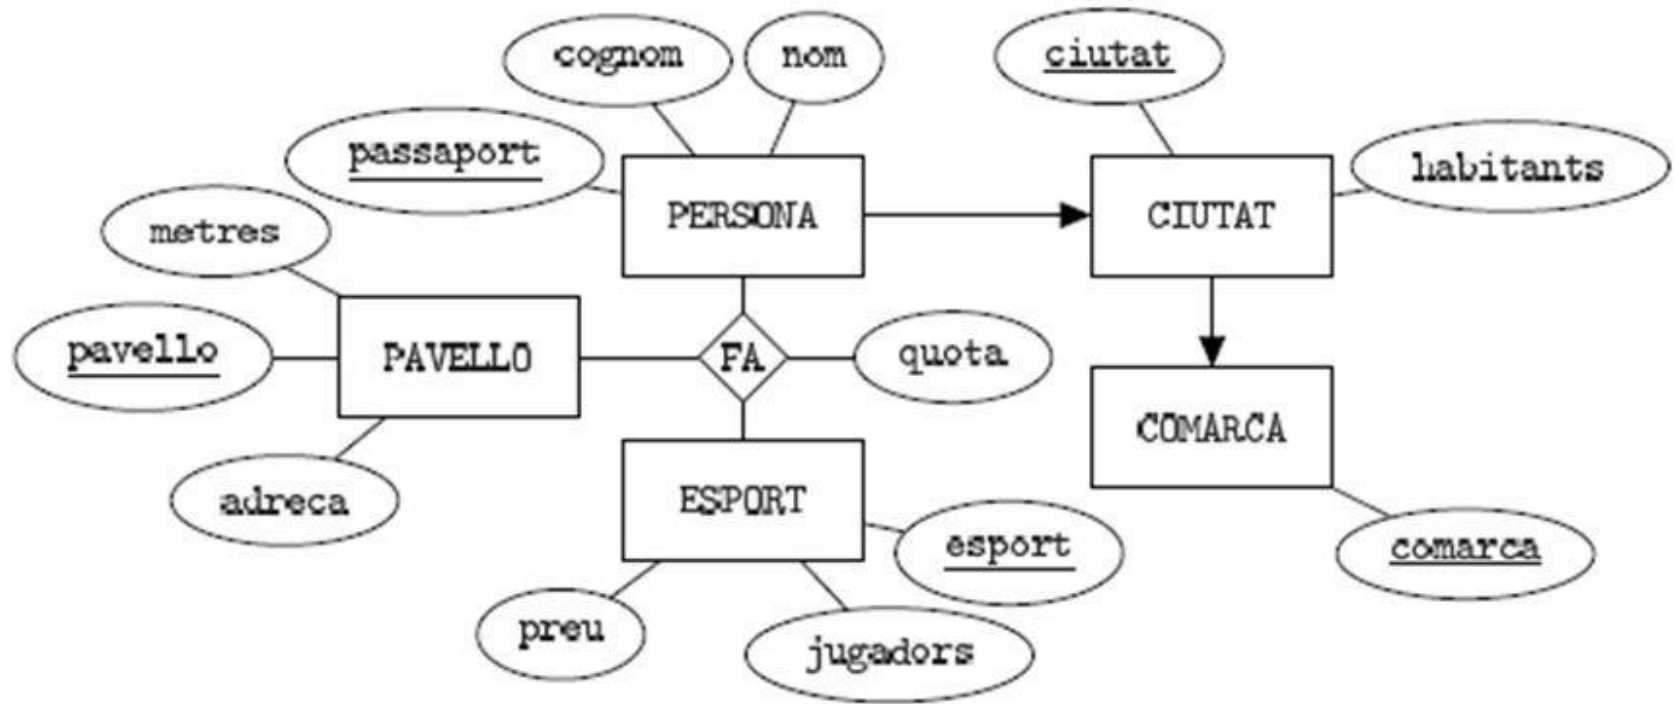 cognom
nom
ciutat
passaport
habitants
PERSONA
CIUTAT
metres
pavello
PAVELLO
FA
quota
COMARCA
adreca
ESPORT
esport
comarca
preu
jugadors